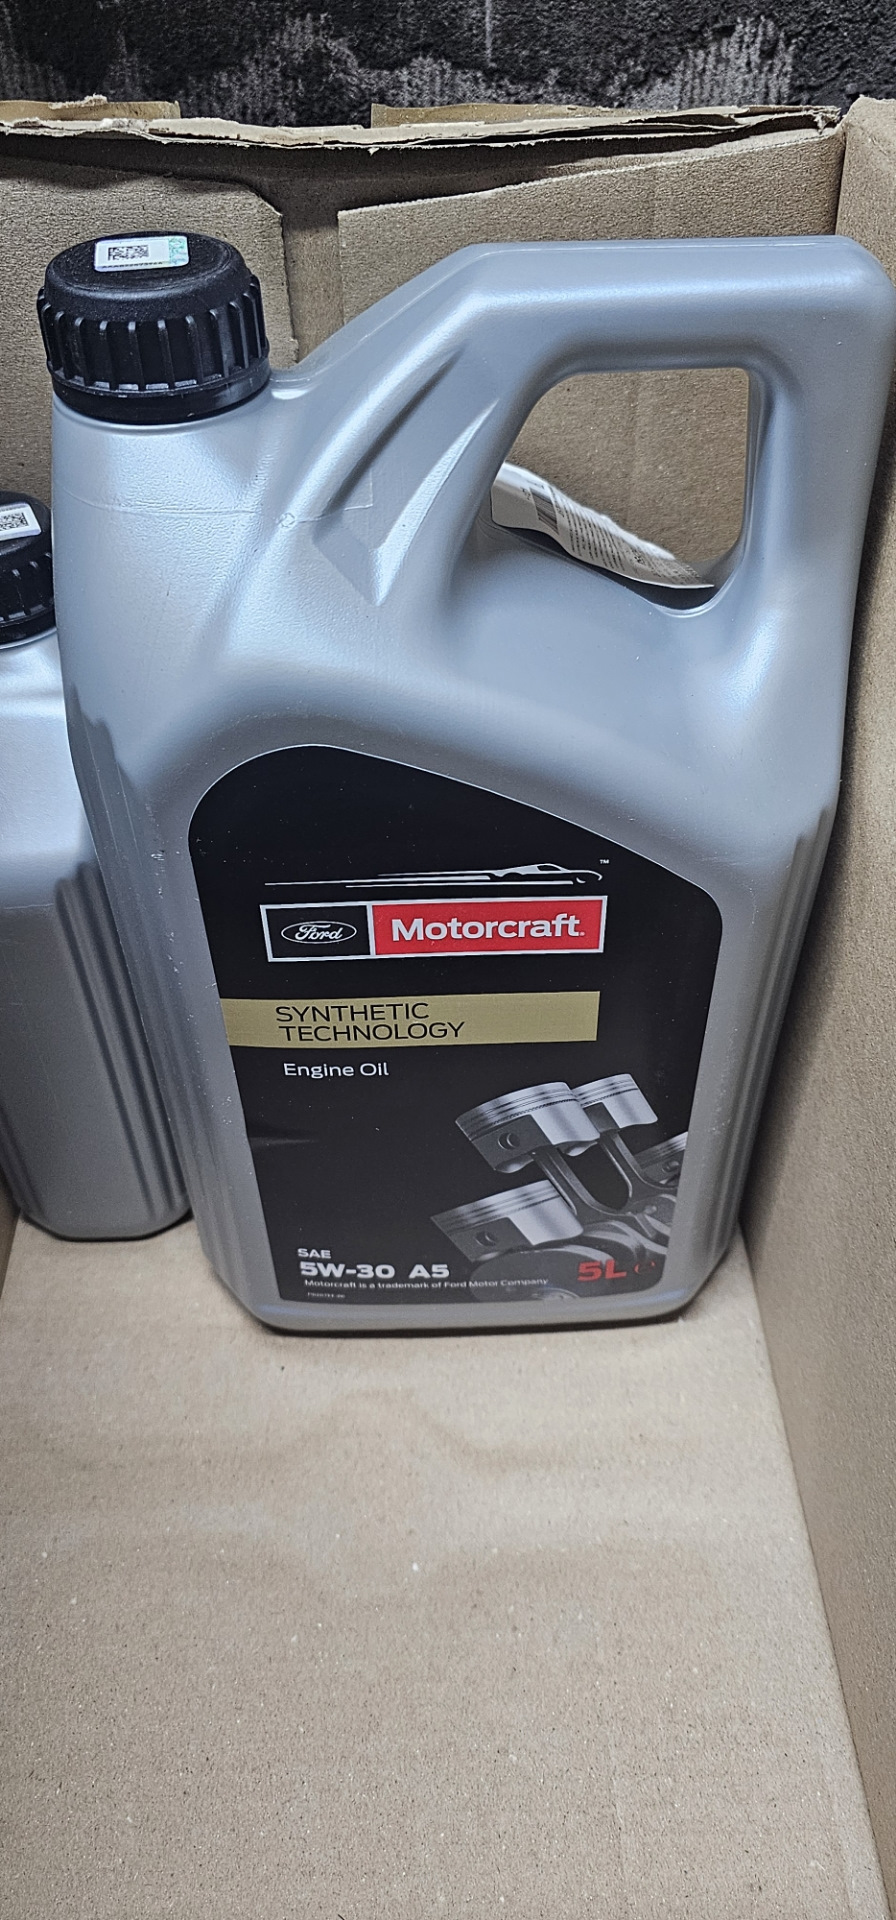 Ford Motorcraft
SYNTHETIC
TECHNOLOGY
Engine Oil
SAE
5W-30 A5
5L e
Motorcraft is a trademark of Ford Motor Company